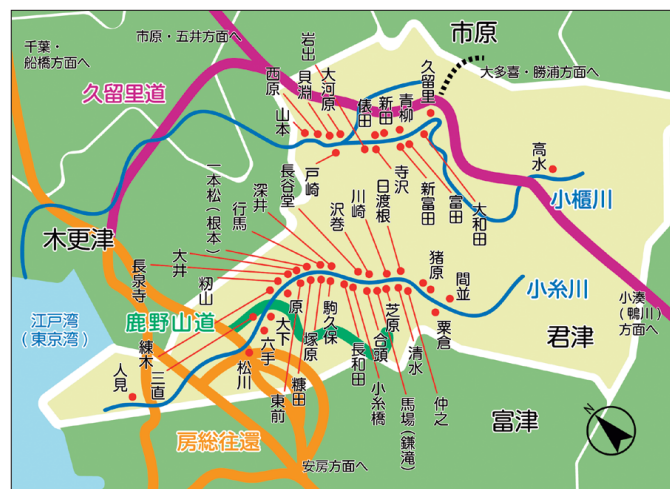 市原
千葉・
船橋方面へ
市原・五井方面へ
大多喜・勝浦方面へ
久留里道
岩出
西原
貝淵
大河原
山本
俵田
新田
青柳
久留里
高水
戸崎
寺沢
日渡根
新富田
富田
大和田
小櫃川
木更津
一本松(根本)
行馬
深井
長谷堂
沢巻
川崎
猪原
間並
粟倉
小糸川
大井
長泉寺
籾山
鹿野山道
江戸湾
(東京湾)
小湊
(鴨川)
方面へ
君津
練木
三直
人見
原
大下
六手
松川
塚原
駒久保
糠田
東前
長和田
台頭
小糸橋
芝原
馬場(鎌滝)
清水
仲之
房総往還
安房方面へ
富津
N